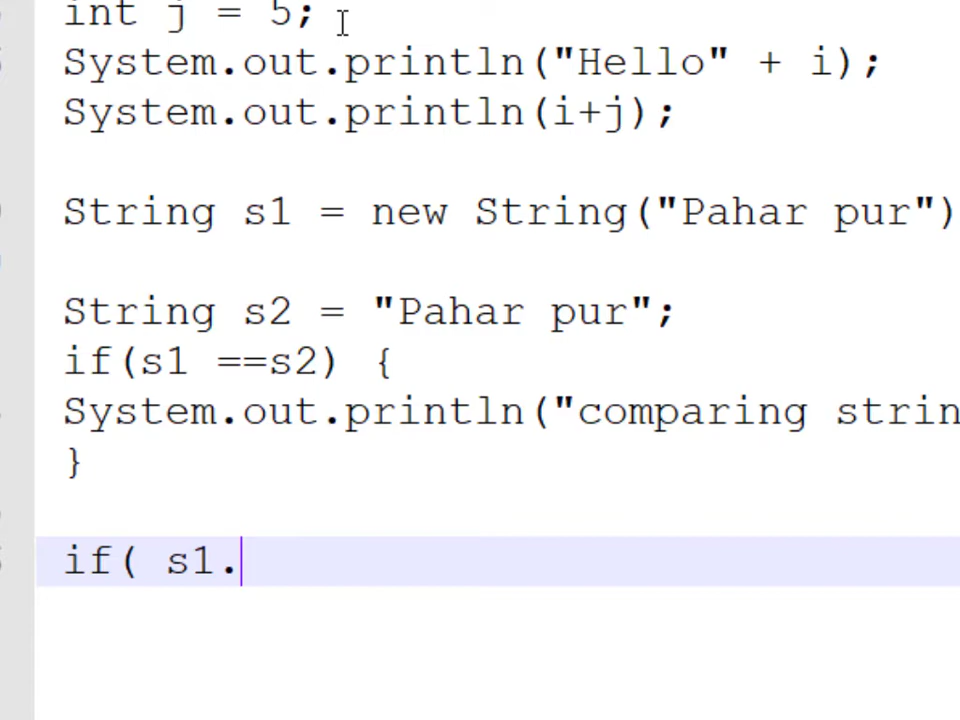 int j = 5;
System.out.println("Hello" + i);
System.out.println(i+j);
String s1 = new String("Pahar pur")
String s2 = "Pahar pur";
if(s1 ==s2) {
System.out.println("comparing strin
}
if( s1.